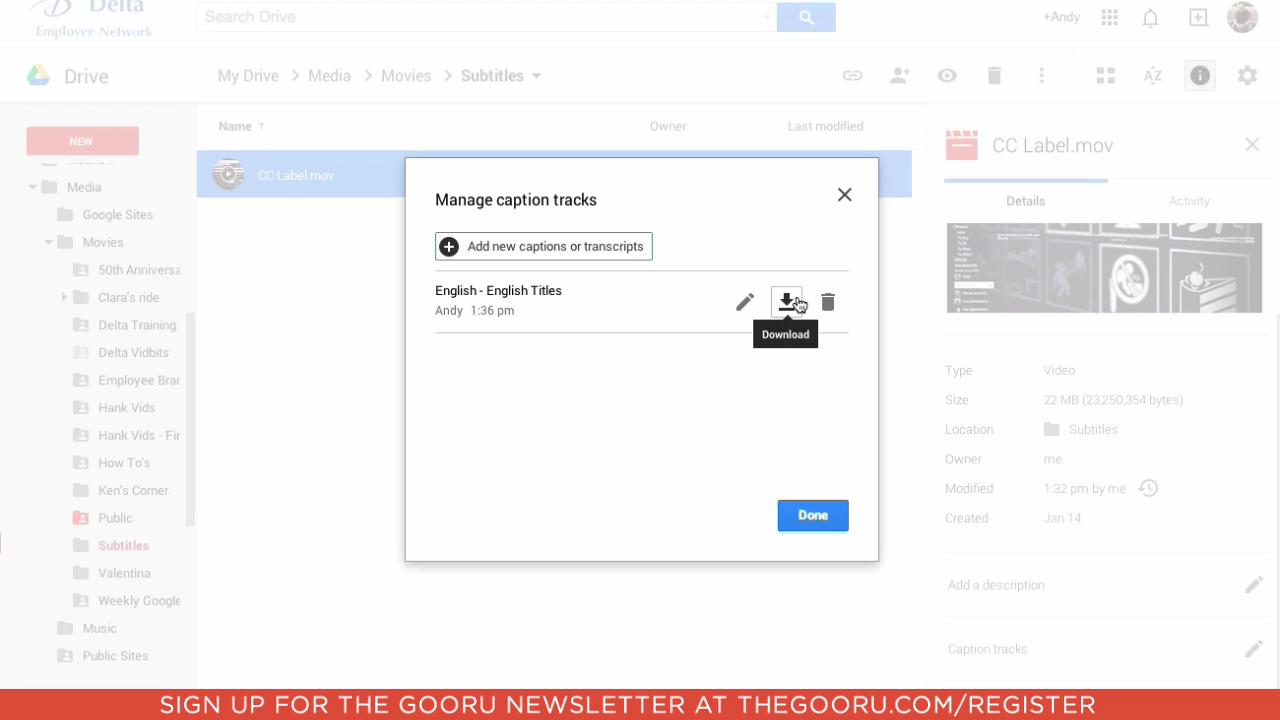 Delta
Employee Network
Search Drive
+Andy
Drive
My Drive > Media > Movies > Subtitles
NEW
Name ↑
Owner
Last modified
CC Label.mov
Media
Google Sites
Movies
50th Anniversa
Clara's ride
Delta Training
Delta Vidbits
Employee Bran
Hank Vids
Hank Vids - Fin
How To's
Ken's Corner
Public
Subtitles
Valentina
Weekly Google
Music
Public Sites
Manage caption tracks
Add new captions or transcripts
English - English Titles
Andy 1:36 pm
Download
Done
CC Label.mov
Details
Activity
Type Video
Size 22 MB (23,250,354 bytes)
Location Subtitles
Owner me
Modified 1:32 pm by me
Created Jan 14
Add a description
Caption tracks
SIGN UP FOR THE GOORU NEWSLETTER AT THEGOORU.COM/REGISTER